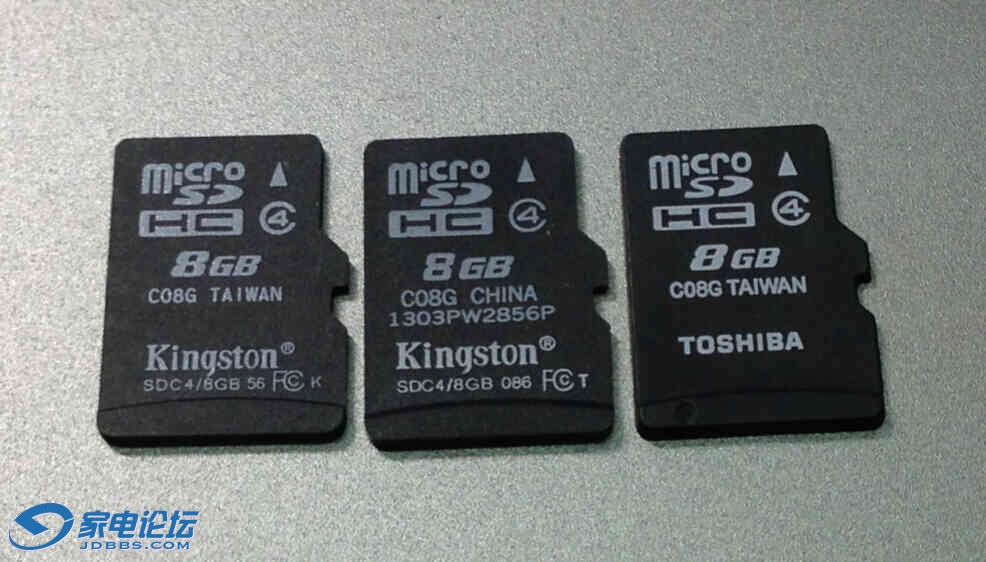 micro
SD
HC 4
8GB
C08G TAIWAN
Kingston®
SDC4/8GB 56 FC K
micro
SD
HC 4
8GB
C08G CHINA
1303PW2856P
Kingston®
SDC4/8GB 086 FC T
micro
SD
HC 4
8GB
C08G TAIWAN
TOSHIBA
家电论坛
JDBBS.COM